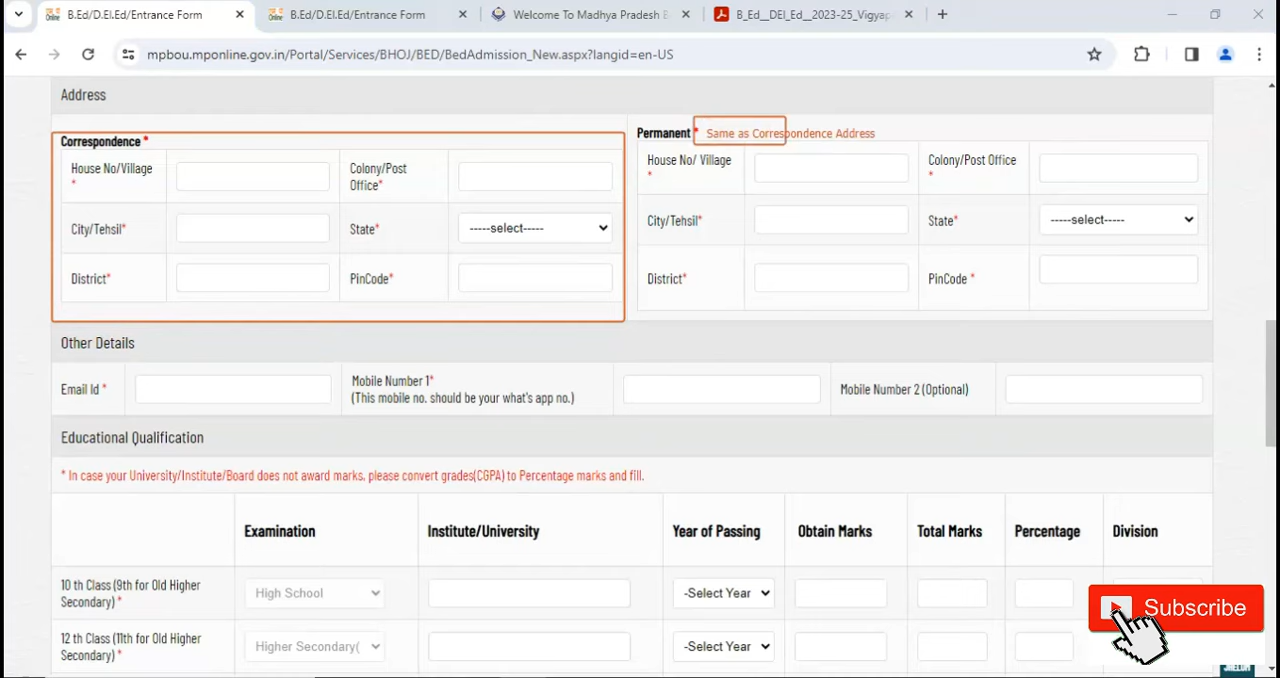 B.Ed/D.El.Ed/Entrance Form
B.Ed/D.El.Ed/Entrance Form
Welcome To Madhya Pradesh
B_Ed__DEl_Ed__2023-25_Vigyap
mpbou.mponline.gov.in/Portal/Services/BHOJ/BED/BedAdmission_New.aspx?langid=en-US
Address
Correspondence *
Permanent * Same as Correspondence Address
House No/Village *
Colony/Post Office*
House No/ Village *
Colony/Post Office *
City/Tehsil*
State*
-----select-----
City/Tehsil*
State*
-----select-----
District*
PinCode*
District*
PinCode *
Other Details
Email Id *
Mobile Number 1*
(This mobile no. should be your what's app no.)
Mobile Number 2 (Optional)
Educational Qualification
* In case your University/Institute/Board does not award marks, please convert grades(CGPA) to Percentage marks and fill.
Examination Institute/University Year of Passing Obtain Marks Total Marks Percentage Division
10 th Class (9th for Old Higher Secondary) *
High School
-Select Year
12 th Class (11th for Old Higher Secondary) *
Higher Secondary(
-Select Year
Subscribe